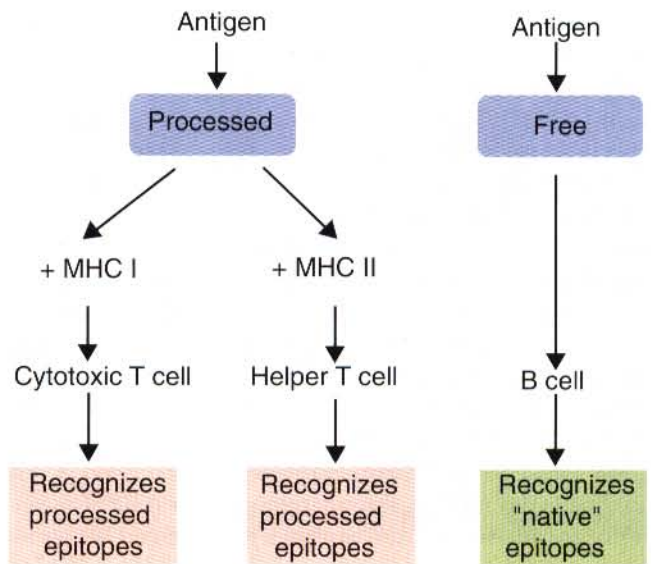 Antigen
Antigen
Processed
Free
+ MHC I
+ MHC II
Cytotoxic T cell
Helper T cell
B cell
Recognizes
processed
epitopes
Recognizes
processed
epitopes
Recognizes
"native"
epitopes